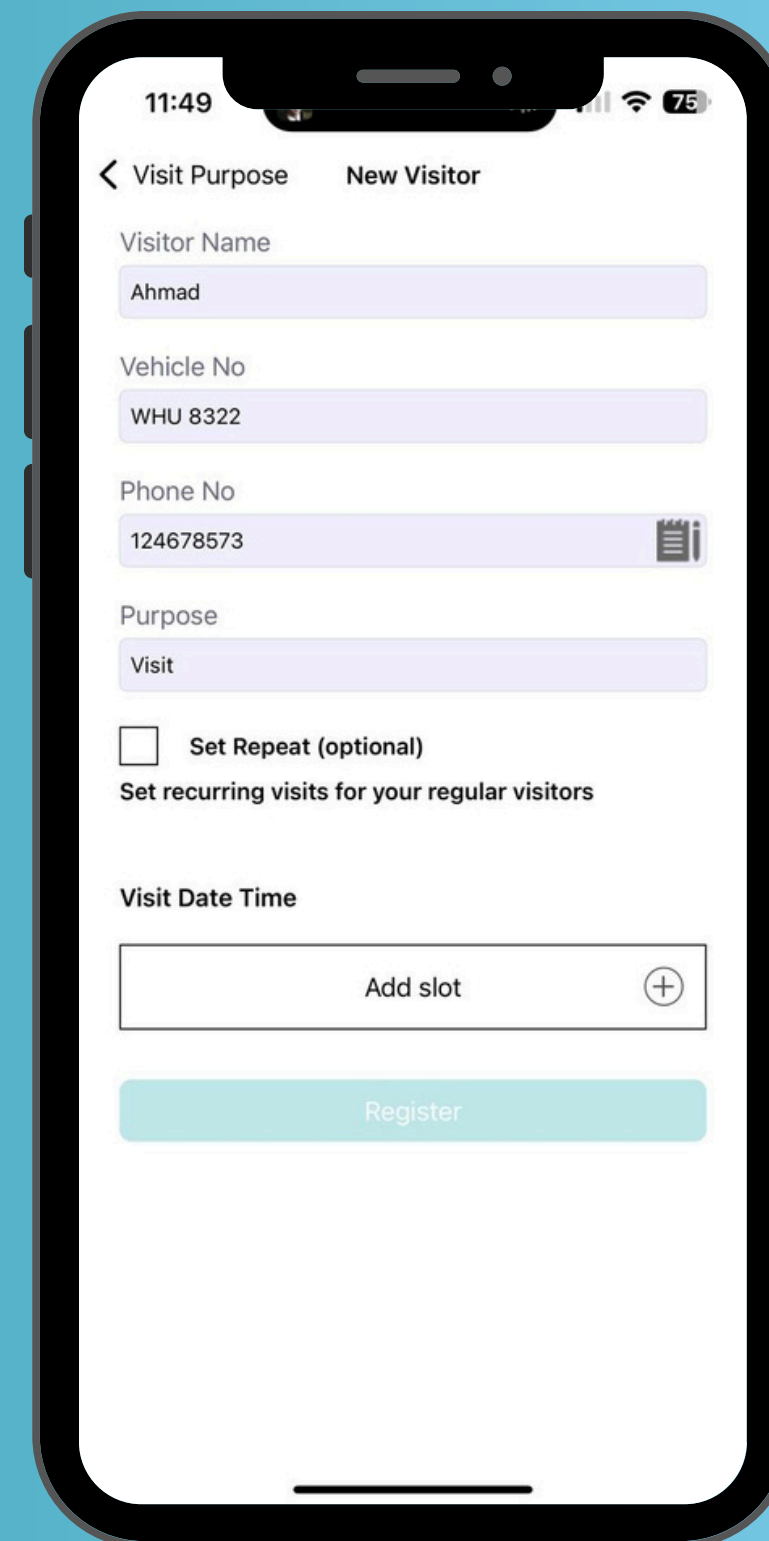 11:49
75
Visit Purpose
New Visitor
Visitor Name
Ahmad
Vehicle No
WHU 8322
Phone No
124678573
Purpose
Visit
Set Repeat (optional)
Set recurring visits for your regular visitors
Visit Date Time
Add slot
Register